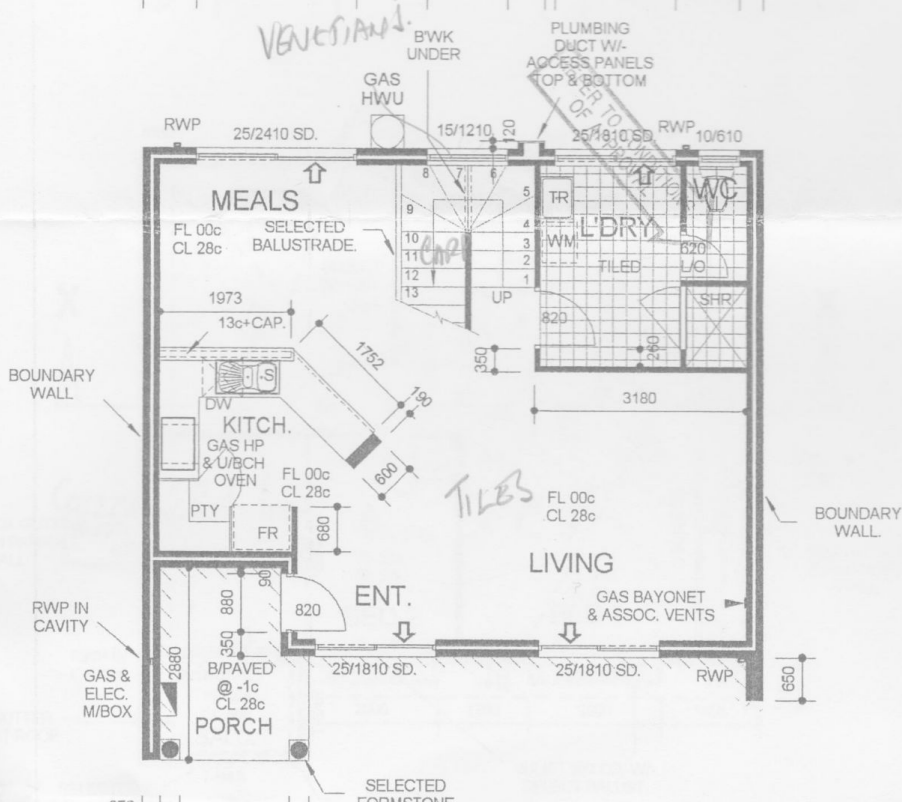 VENETIANS.
B'WK
UNDER
PLUMBING
DUCT W/-
ACCESS PANELS
TOP & BOTTOM
GAS
HWU
REFER TO CONDITIONS
OF APPROVAL
RWP
25/2410 SD.
15/1210
120
25/1810 SD.
RWP
10/610
MEALS
FL 00c
CL 28c
SELECTED
BALUSTRADE.
8
7
6
9
5
10
4
11
3
12
2
13
1
UP
TR
WM
L'DRY
TILED
WC
620
L/O
SHR
820
1973
13c+CAP.
1752
190
350
260
3180
BOUNDARY
WALL
S
DW
KITCH.
GAS HP
& U/BCH
OVEN
FL 00c
CL 28c
600
TILES
FL 00c
CL 28c
PTY
FR
680
BOUNDARY
WALL.
LIVING
ENT.
GAS BAYONET
& ASSOC. VENTS
RWP IN
CAVITY
90
880
820
350
2880
GAS &
ELEC.
M/BOX
B/PAVED
@ -1c
CL 28c
PORCH
25/1810 SD.
25/1810 SD.
RWP
650
SELECTED
FORMSTONE